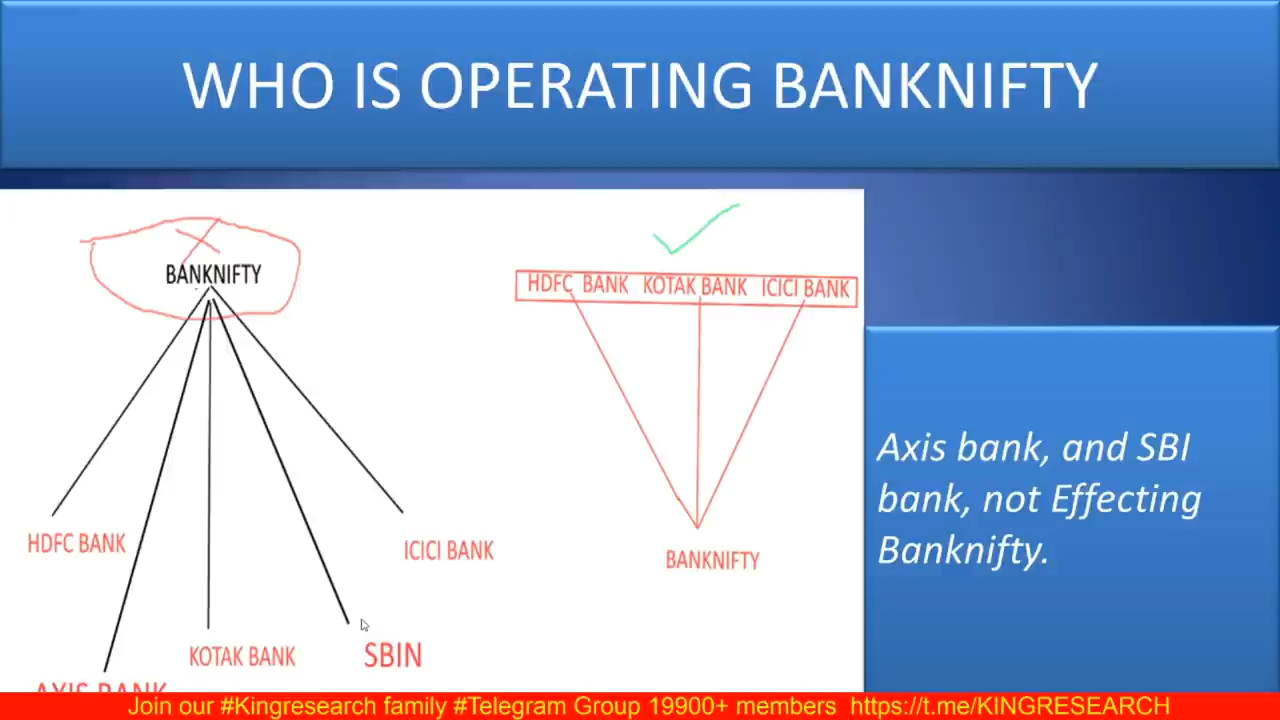 WHO IS OPERATING BANKNIFTY
BANKNIFTY
HDFC BANK
AXIS BANK
KOTAK BANK
SBIN
ICICI BANK
HDFC BANK KOTAK BANK ICICI BANK
BANKNIFTY
Axis bank, and SBI
bank, not Effecting
Banknifty.
Join our #Kingresearch family #Telegram Group 19900+ members https://t.me/KINGRESEARCH